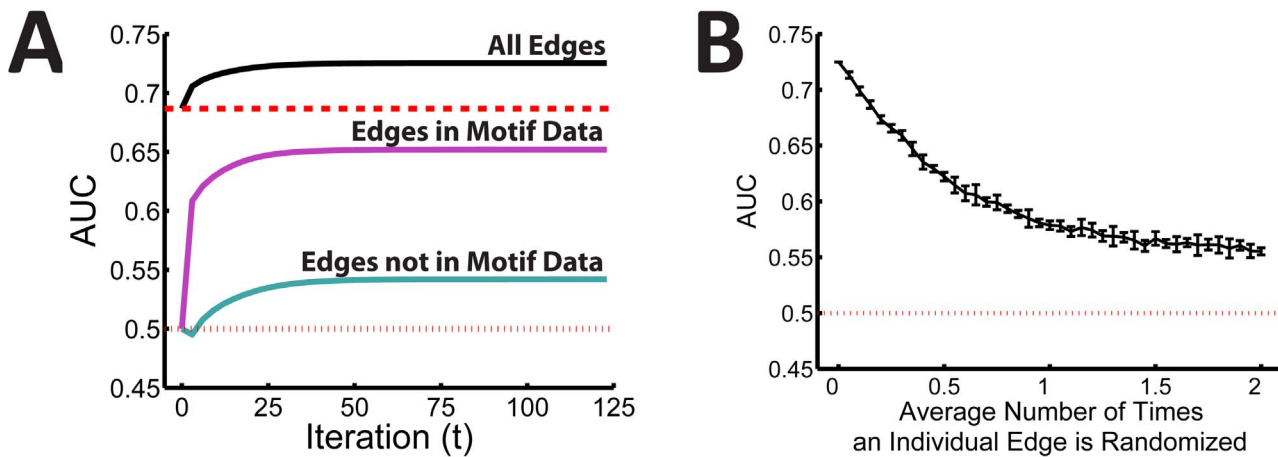 A
0.75
0.7
0.65
0.6
0.55
0.5
0.45
AUC
All Edges
Edges in Motif Data
Edges not in Motif Data
0 25 50 75 100 125
Iteration (t)
B
0.75
0.7
0.65
0.6
0.55
0.5
0.45
AUC
0 0.5 1 1.5 2
Average Number of Times
an Individual Edge is Randomized